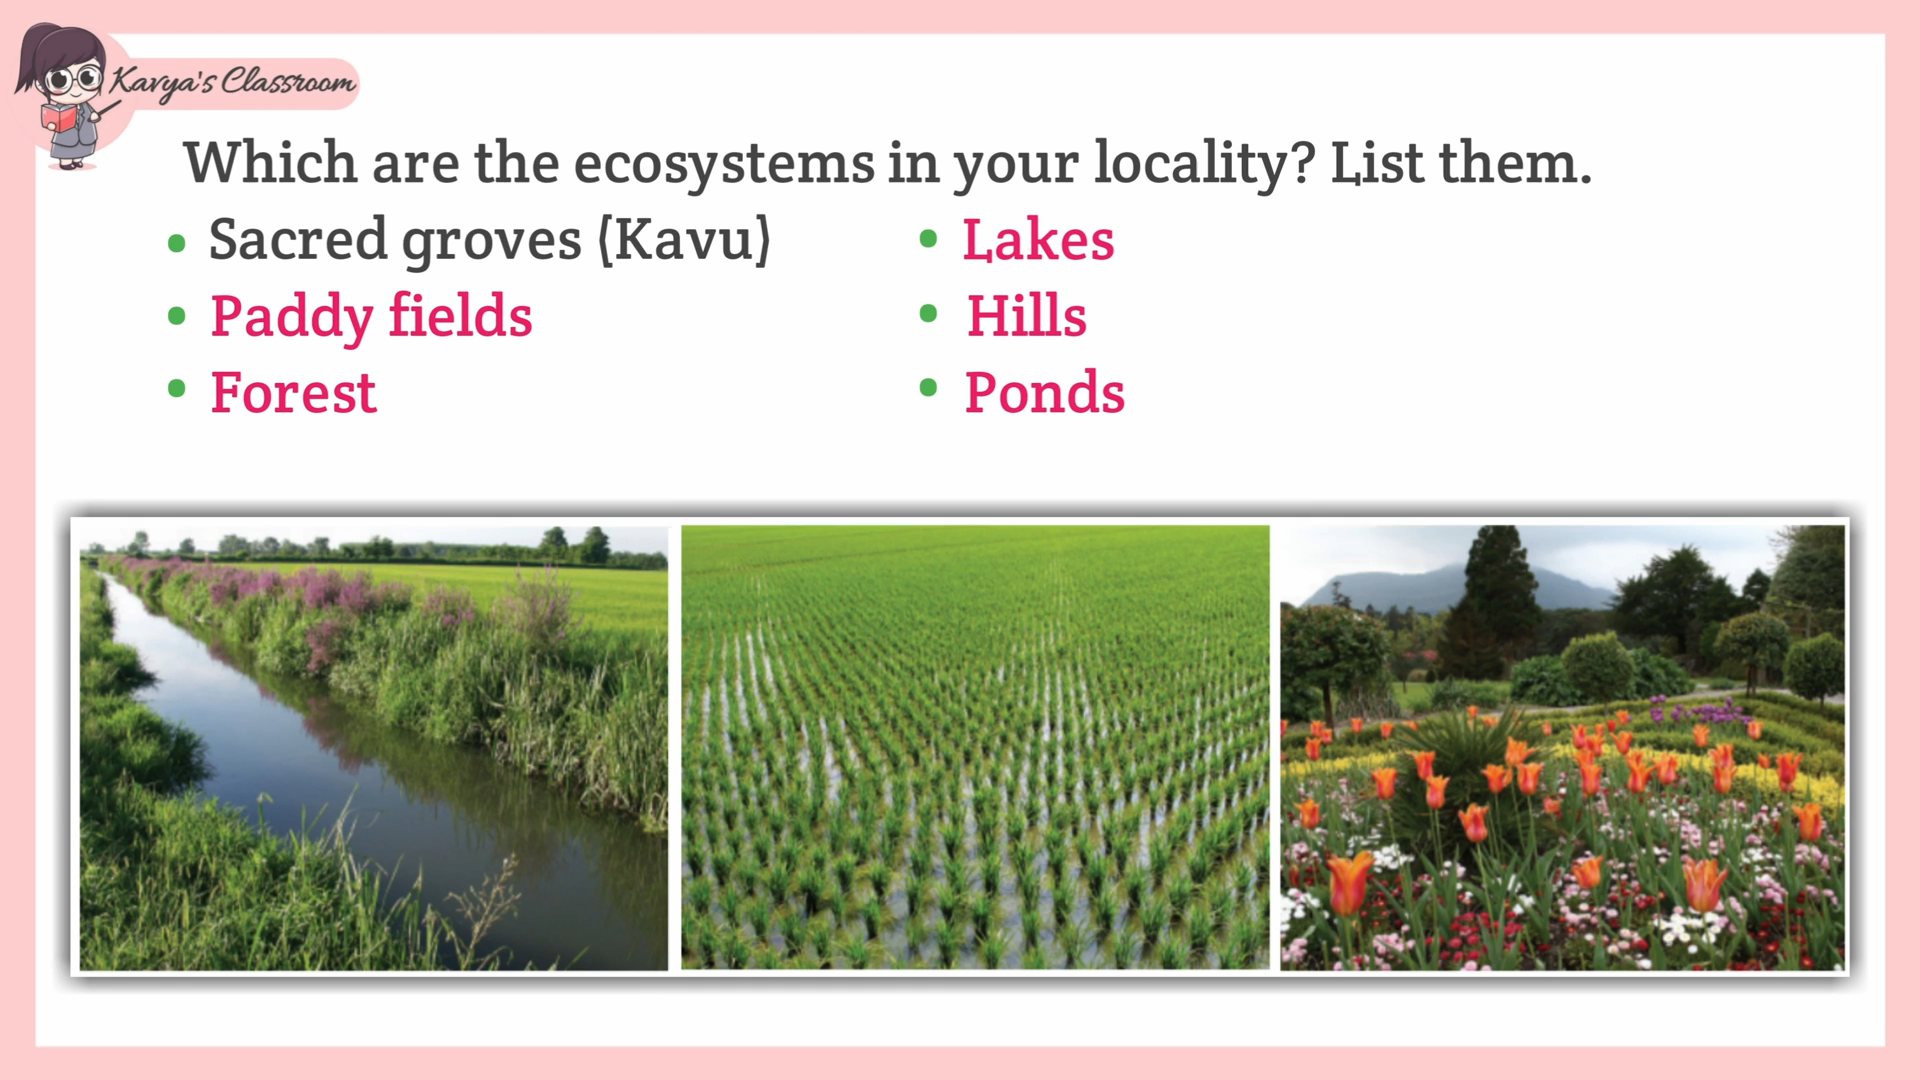 Kavya's Classroom
Which are the ecosystems in your locality? List them.
• Sacred groves (Kavu)
• Paddy fields
• Forest
• Lakes
• Hills
• Ponds